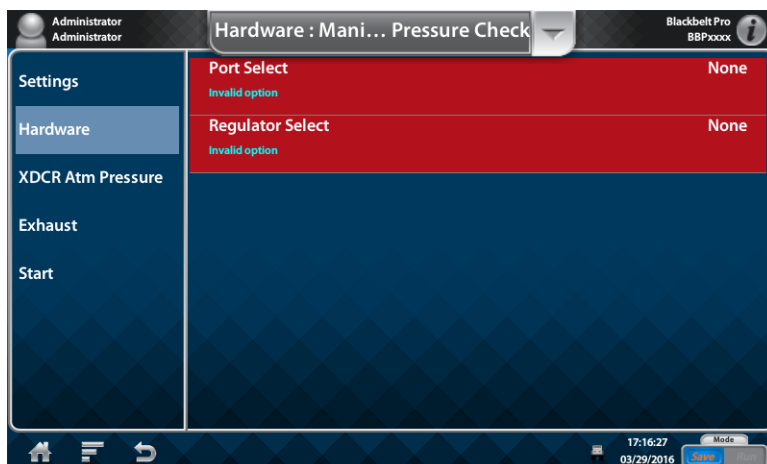 Administrator
Administrator
Hardware : Mani... Pressure Check
Blackbelt Pro
BBPxxxx
i
Settings
Hardware
XDCR Atm Pressure
Exhaust
Start
Port Select
None
Invalid option
Regulator Select
None
Invalid option
17:16:27
03/29/2016
Mode
Save
Run